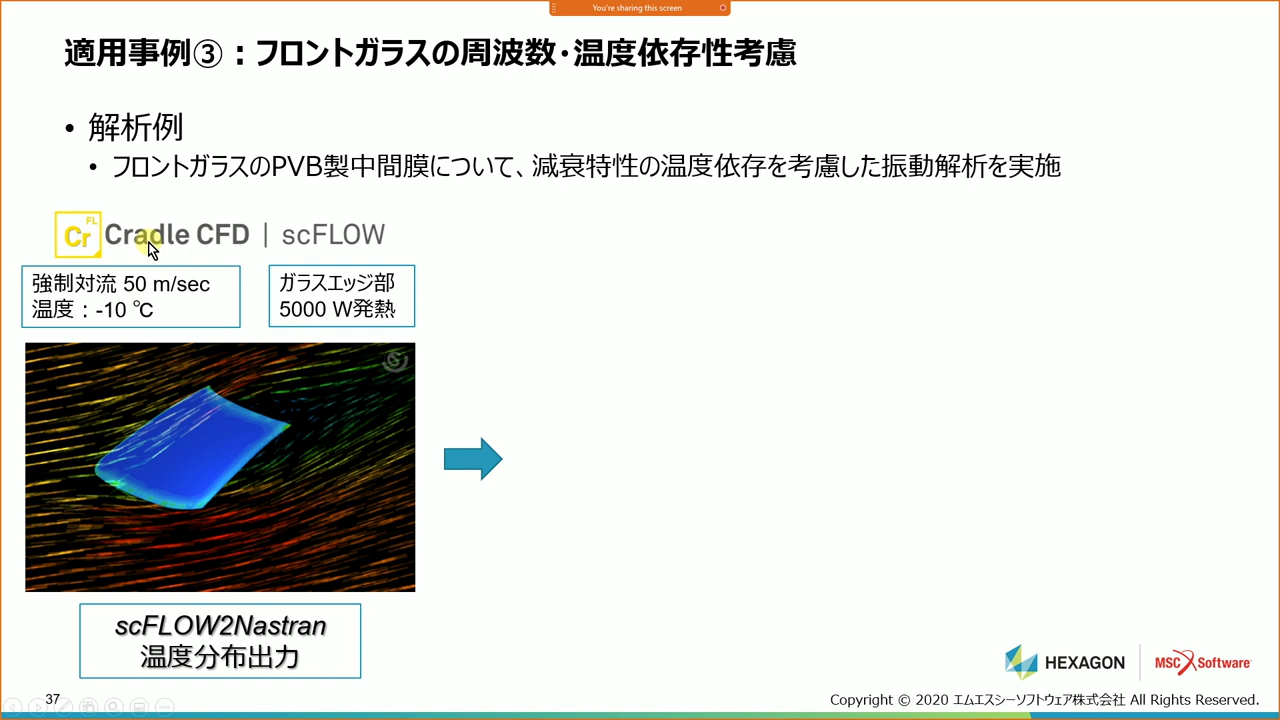 You're sharing this screen
適用事例③：フロントガラスの周波数・温度依存性考慮
• 解析例
• フロントガラスのPVB製中間膜について、減衰特性の温度依存を考慮した振動解析を実施
FL
Cr
Cradle CFD | scFLOW
強制対流 50 m/sec
温度：-10 ℃
ガラスエッジ部
5000 W発熱
scFLOW2Nastran
温度分布出力
HEXAGON
MSC Software
37
Copyright © 2020 エムエスシーソフトウェア株式会社 All Rights Reserved.